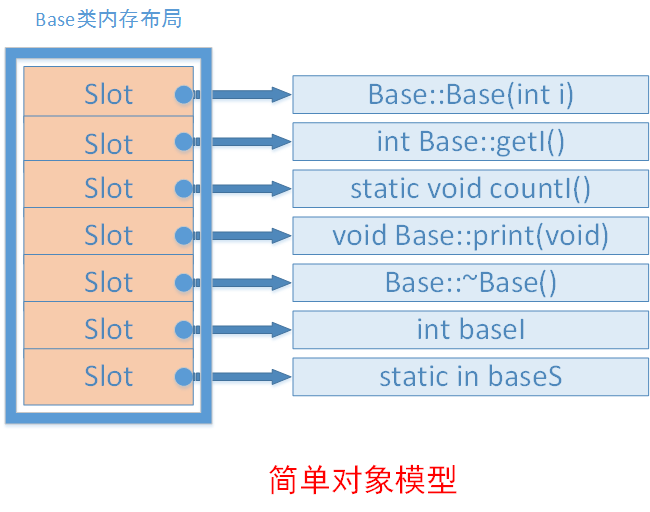 Base类内存布局
Slot
Base::Base(int i)
Slot
int Base::getI()
Slot
static void countI()
Slot
void Base::print(void)
Slot
Base::~Base()
Slot
int baseI
Slot
static in baseS
简单对象模型